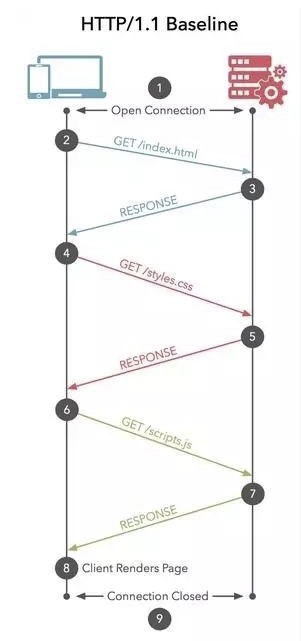 HTTP/1.1 Baseline
1
Open Connection
2
GET /index.html
3
RESPONSE
4
GET /styles.css
5
RESPONSE
6
GET /scripts.js
7
RESPONSE
8 Client Renders Page
Connection Closed
9